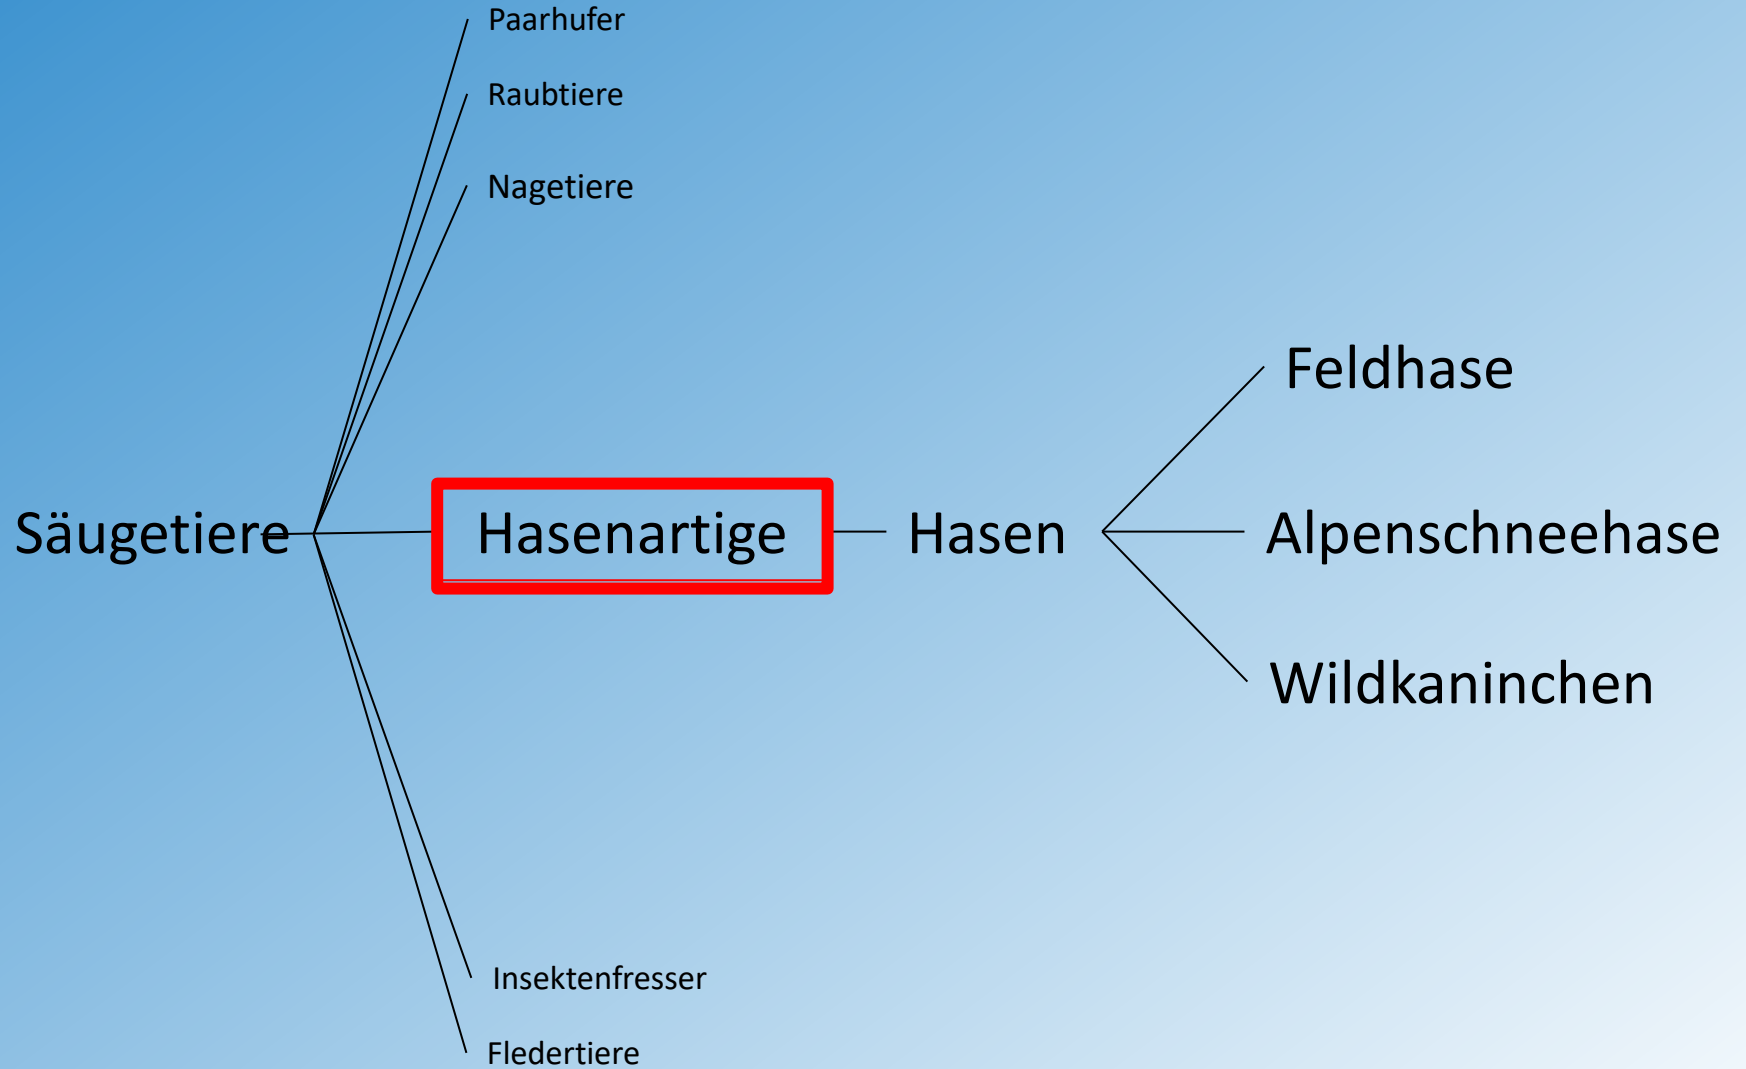 Paarhufer
Raubtiere
Nagetiere
Feldhase
Säugetiere
Hasenartige
Hasen
Alpenschneehase
Wildkaninchen
Insektenfresser
Fledertiere